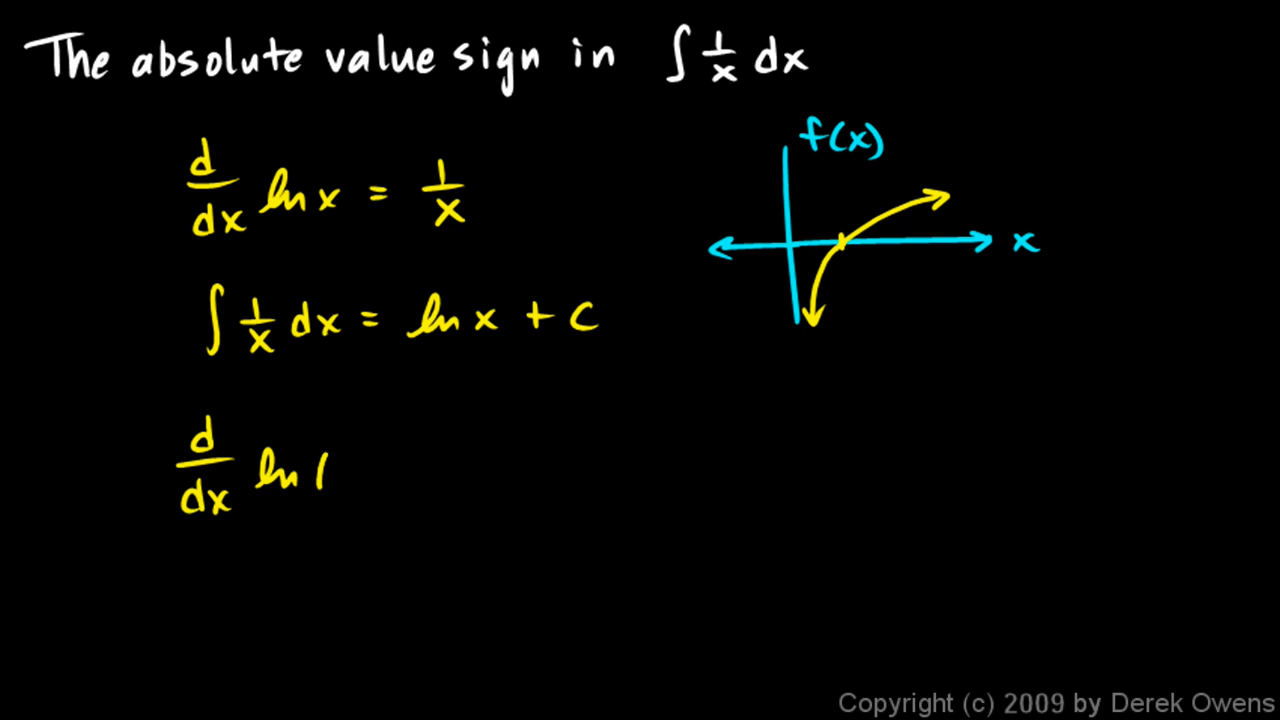 The absolute value sign in ∫ 1/x dx
f(x)
d/dx ln x = 1/x
x
∫ 1/x dx = ln x + c
d/dx ln (
Copyright (c) 2009 by Derek Owens